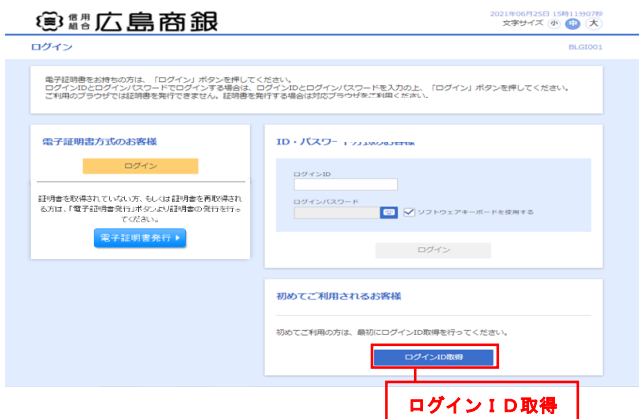 信用組合 広島商銀
2021年06月25日 15時11分07秒
文字サイズ 小 中 大
ログイン
BLGI001
電子証明書をお持ちの方は、「ログイン」ボタンを押してください。
ログインIDとログインパスワードでログインする場合は、ログインIDとログインパスワードを入力の上、「ログイン」ボタンを押してください。
ご利用のブラウザでは証明書を発行できません。証明書を発行する場合は対応ブラウザをご利用ください。
電子証明書方式のお客様
ログイン
証明書を取得されていない方、もしくは証明書を再取得され
る方は、「電子証明書発行」ボタンより証明書の発行を行っ
てください。
電子証明書発行
ID・パスワード方式のお客様
ログインID
ログインパスワード
ソフトウェアキーボードを使用する
ログイン
初めてご利用されるお客様
初めてご利用の方は、最初にログインID取得を行ってください。
ログインID取得
ログインID取得